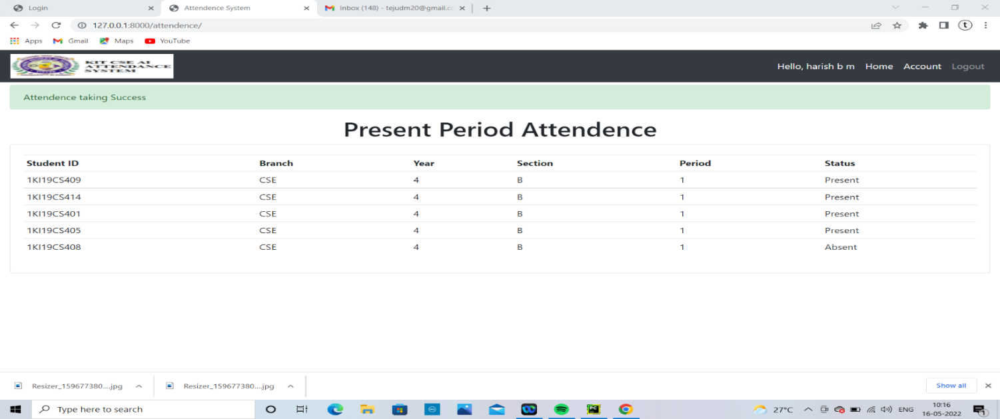 Login
Attendence System
Inbox (148) - tejudm20@gmail.c
127.0.0.1:8000/attendence/
t
Apps Gmail Maps YouTube
KIT CSE AI
ATTENDANCE
SYSTEM
Hello, harish b m Home Account Logout
Attendence taking Success
Present Period Attendence
Student ID Branch Year Section Period Status
1KI19CS409 CSE 4 B 1 Present
1KI19CS414 CSE 4 B 1 Present
1KI19CS401 CSE 4 B 1 Present
1KI19CS405 CSE 4 B 1 Present
1KI19CS408 CSE 4 B 1 Absent
Resizer_159677380....jpg Resizer_159677380....jpg Show all
Type here to search
PC
27°C ENG
10:16
16-05-2022
1